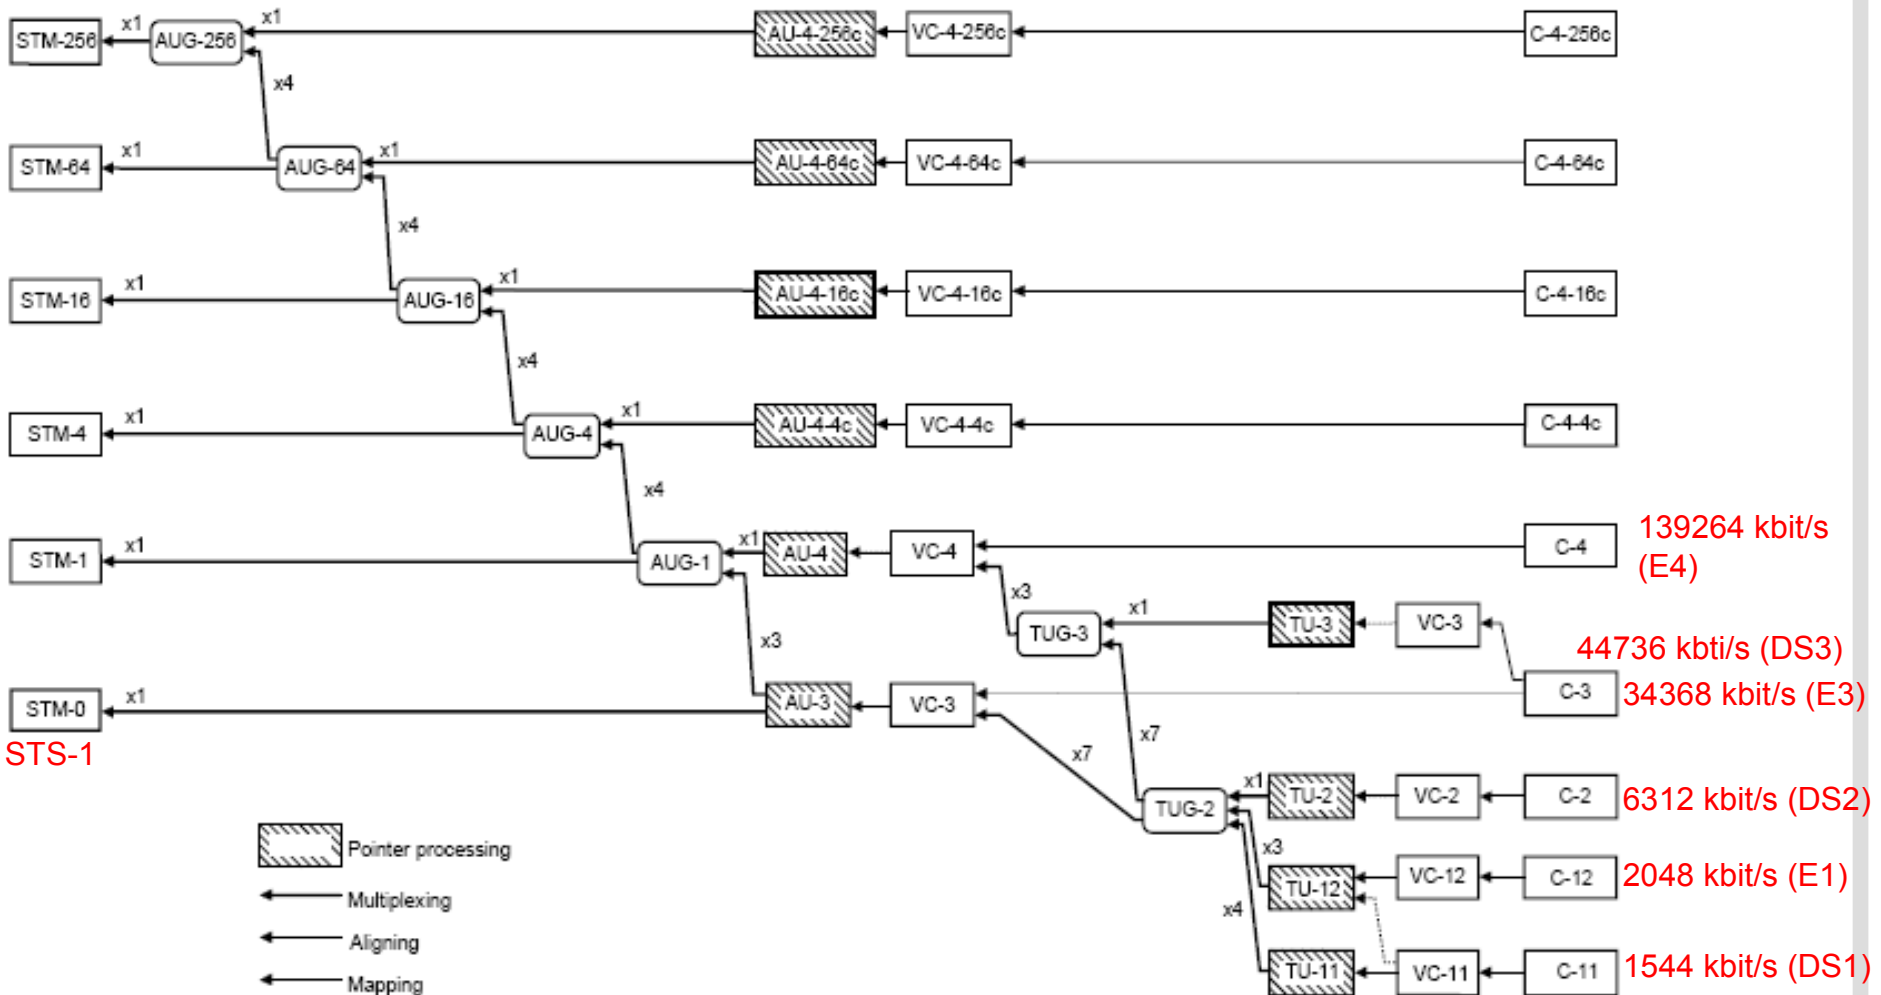 STM-256
x1
AUG-256
x1
AU-4-256c
VC-4-256c
C-4-256c
x4
STM-64
x1
AUG-64
x1
AU-4-64c
VC-4-64c
C-4-64c
x4
STM-16
x1
AUG-16
x1
AU-4-16c
VC-4-16c
C-4-16c
x4
STM-4
x1
AUG-4
x1
AU-4-4c
VC-4-4c
C-4-4c
x4
STM-1
x1
AUG-1
x1
AU-4
VC-4
C-4
139264 kbit/s
(E4)
x3
TUG-3
x1
TU-3
VC-3
x3
44736 kbti/s (DS3)
STM-0
x1
AU-3
VC-3
C-3
34368 kbit/s (E3)
STS-1
x7
x7
TUG-2
x1
TU-2
VC-2
C-2
6312 kbit/s (DS2)
x3
TU-12
VC-12
C-12
2048 kbit/s (E1)
x4
TU-11
VC-11
C-11
1544 kbit/s (DS1)
Pointer processing
Multiplexing
Aligning
Mapping